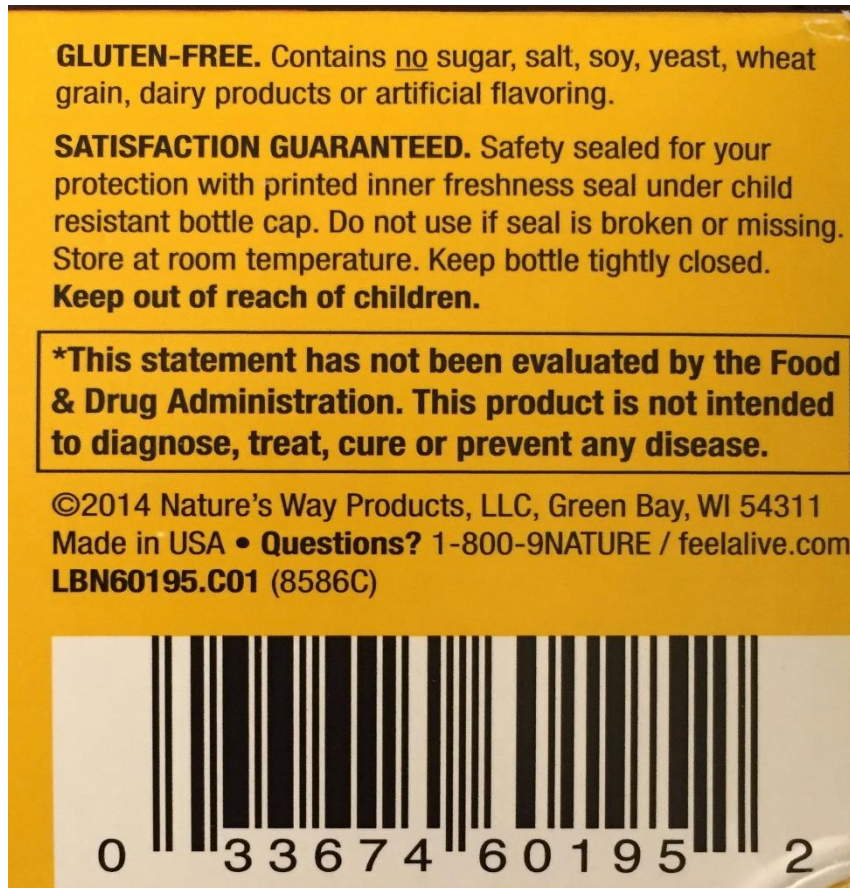 GLUTEN-FREE. Contains no sugar, salt, soy, yeast, wheat
grain, dairy products or artificial flavoring.
SATISFACTION GUARANTEED. Safety sealed for your
protection with printed inner freshness seal under child
resistant bottle cap. Do not use if seal is broken or missing.
Store at room temperature. Keep bottle tightly closed.
Keep out of reach of children.
*This statement has not been evaluated by the Food
& Drug Administration. This product is not intended
to diagnose, treat, cure or prevent any disease.
©2014 Nature's Way Products, LLC, Green Bay, WI 54311
Made in USA • Questions? 1-800-9NATURE / feelalive.com
LBN60195.C01 (8586C)
0 33674 60195 2